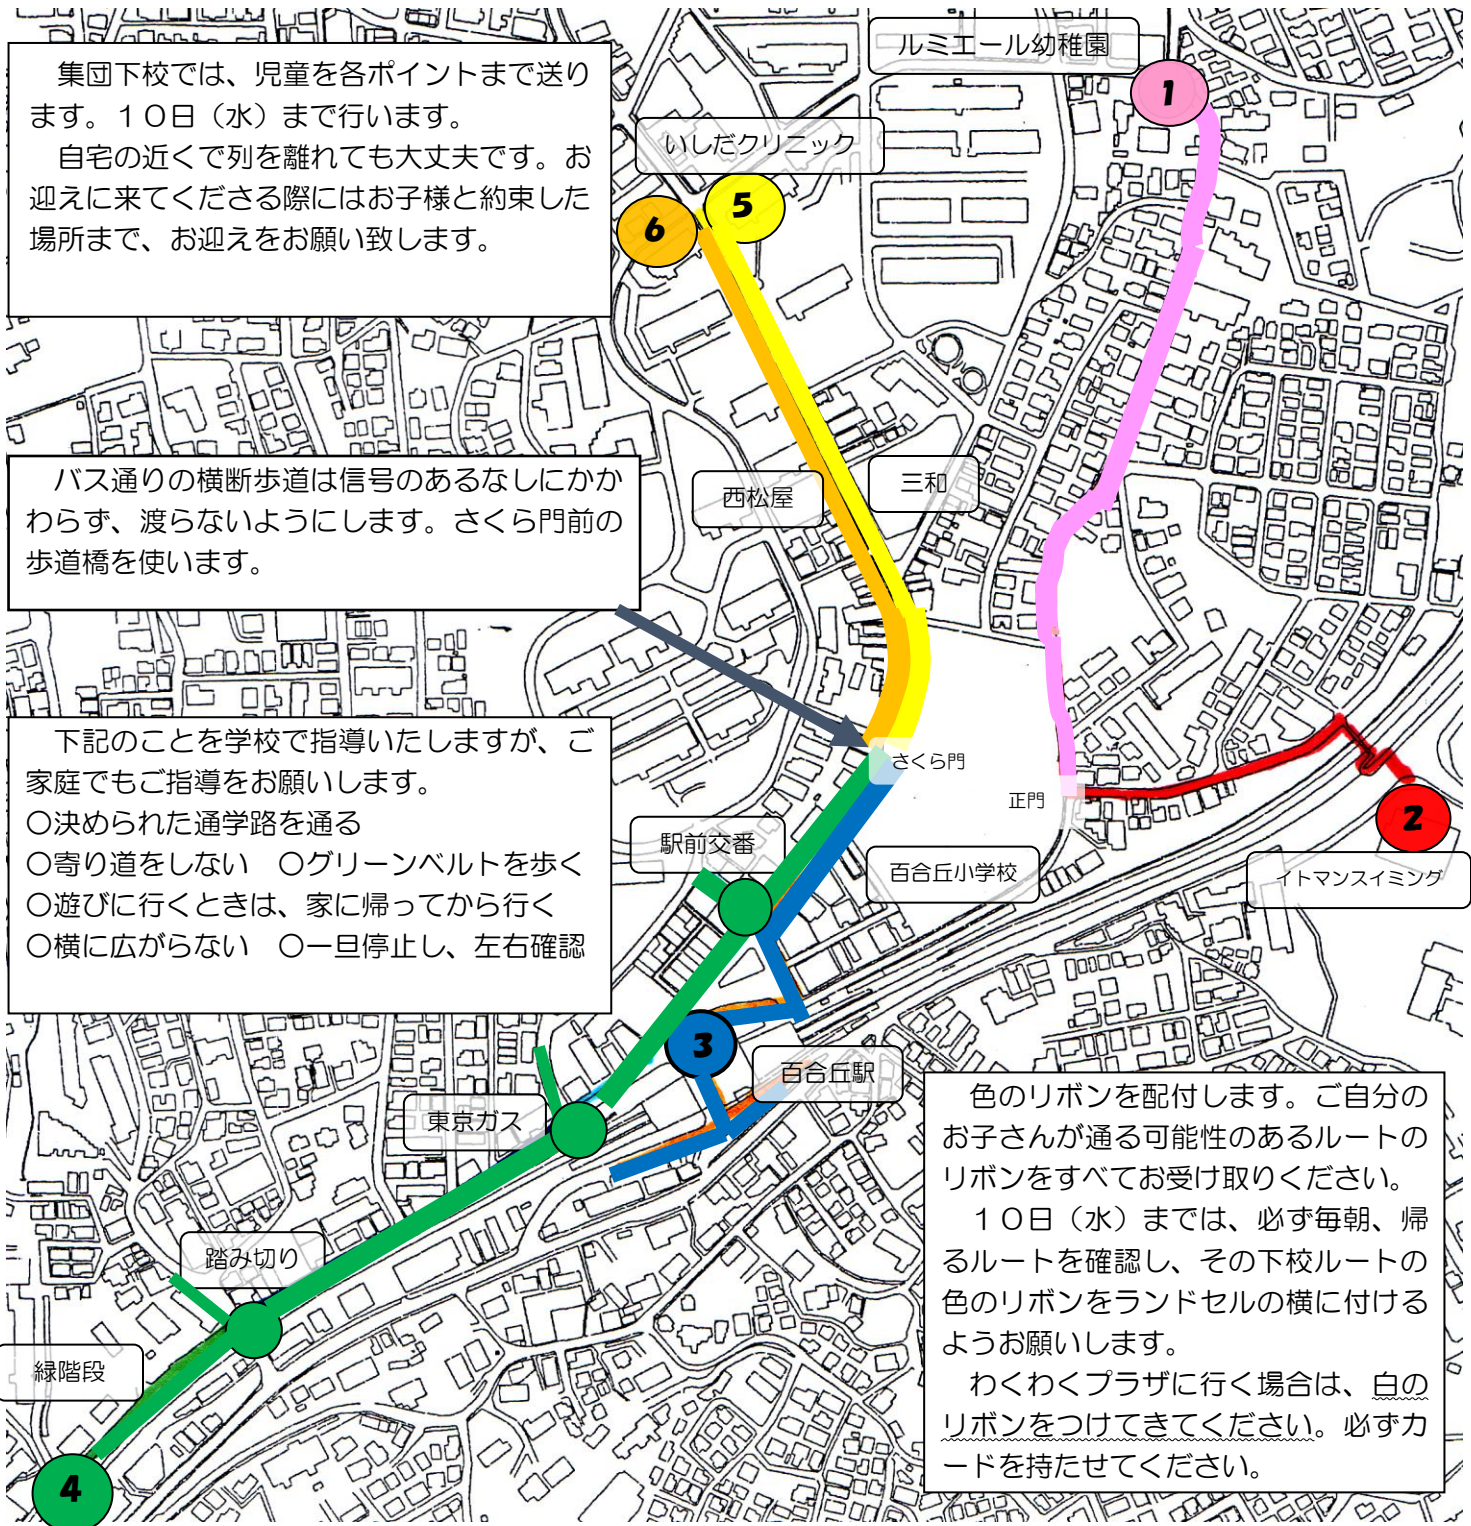 ルミエール幼稚園
1
集団下校では、児童を各ポイントまで送り
ます。１０日（水）まで行います。
自宅の近くで列を離れても大丈夫です。お
迎えに来てくださる際にはお子様と約束した
場所まで、お迎えをお願い致します。
いしだクリニック
5
6
バス通りの横断歩道は信号のあるなしにかか
わらず、渡らないようにします。さくら門前の
歩道橋を使います。
西松屋
三和
下記のことを学校で指導いたしますが、ご
家庭でもご指導をお願いします。
○決められた通学路を通る
○寄り道をしない　○グリーンベルトを歩く
○遊びに行くときは、家に帰ってから行く
○横に広がらない　○一旦停止し、左右確認
さくら門
正門
2
駅前交番
百合丘小学校
イトマンスイミング
3
百合丘駅
東京ガス
踏み切り
緑階段
4
色のリボンを配付します。ご自分の
お子さんが通る可能性のあるルートの
リボンをすべてお受け取りください。
１０日（水）までは、必ず毎朝、帰
るルートを確認し、その下校ルートの
色のリボンをランドセルの横に付ける
ようお願いします。
わくわくプラザに行く場合は、白の
リボンをつけてきてください。必ずカ
ードを持たせてください。